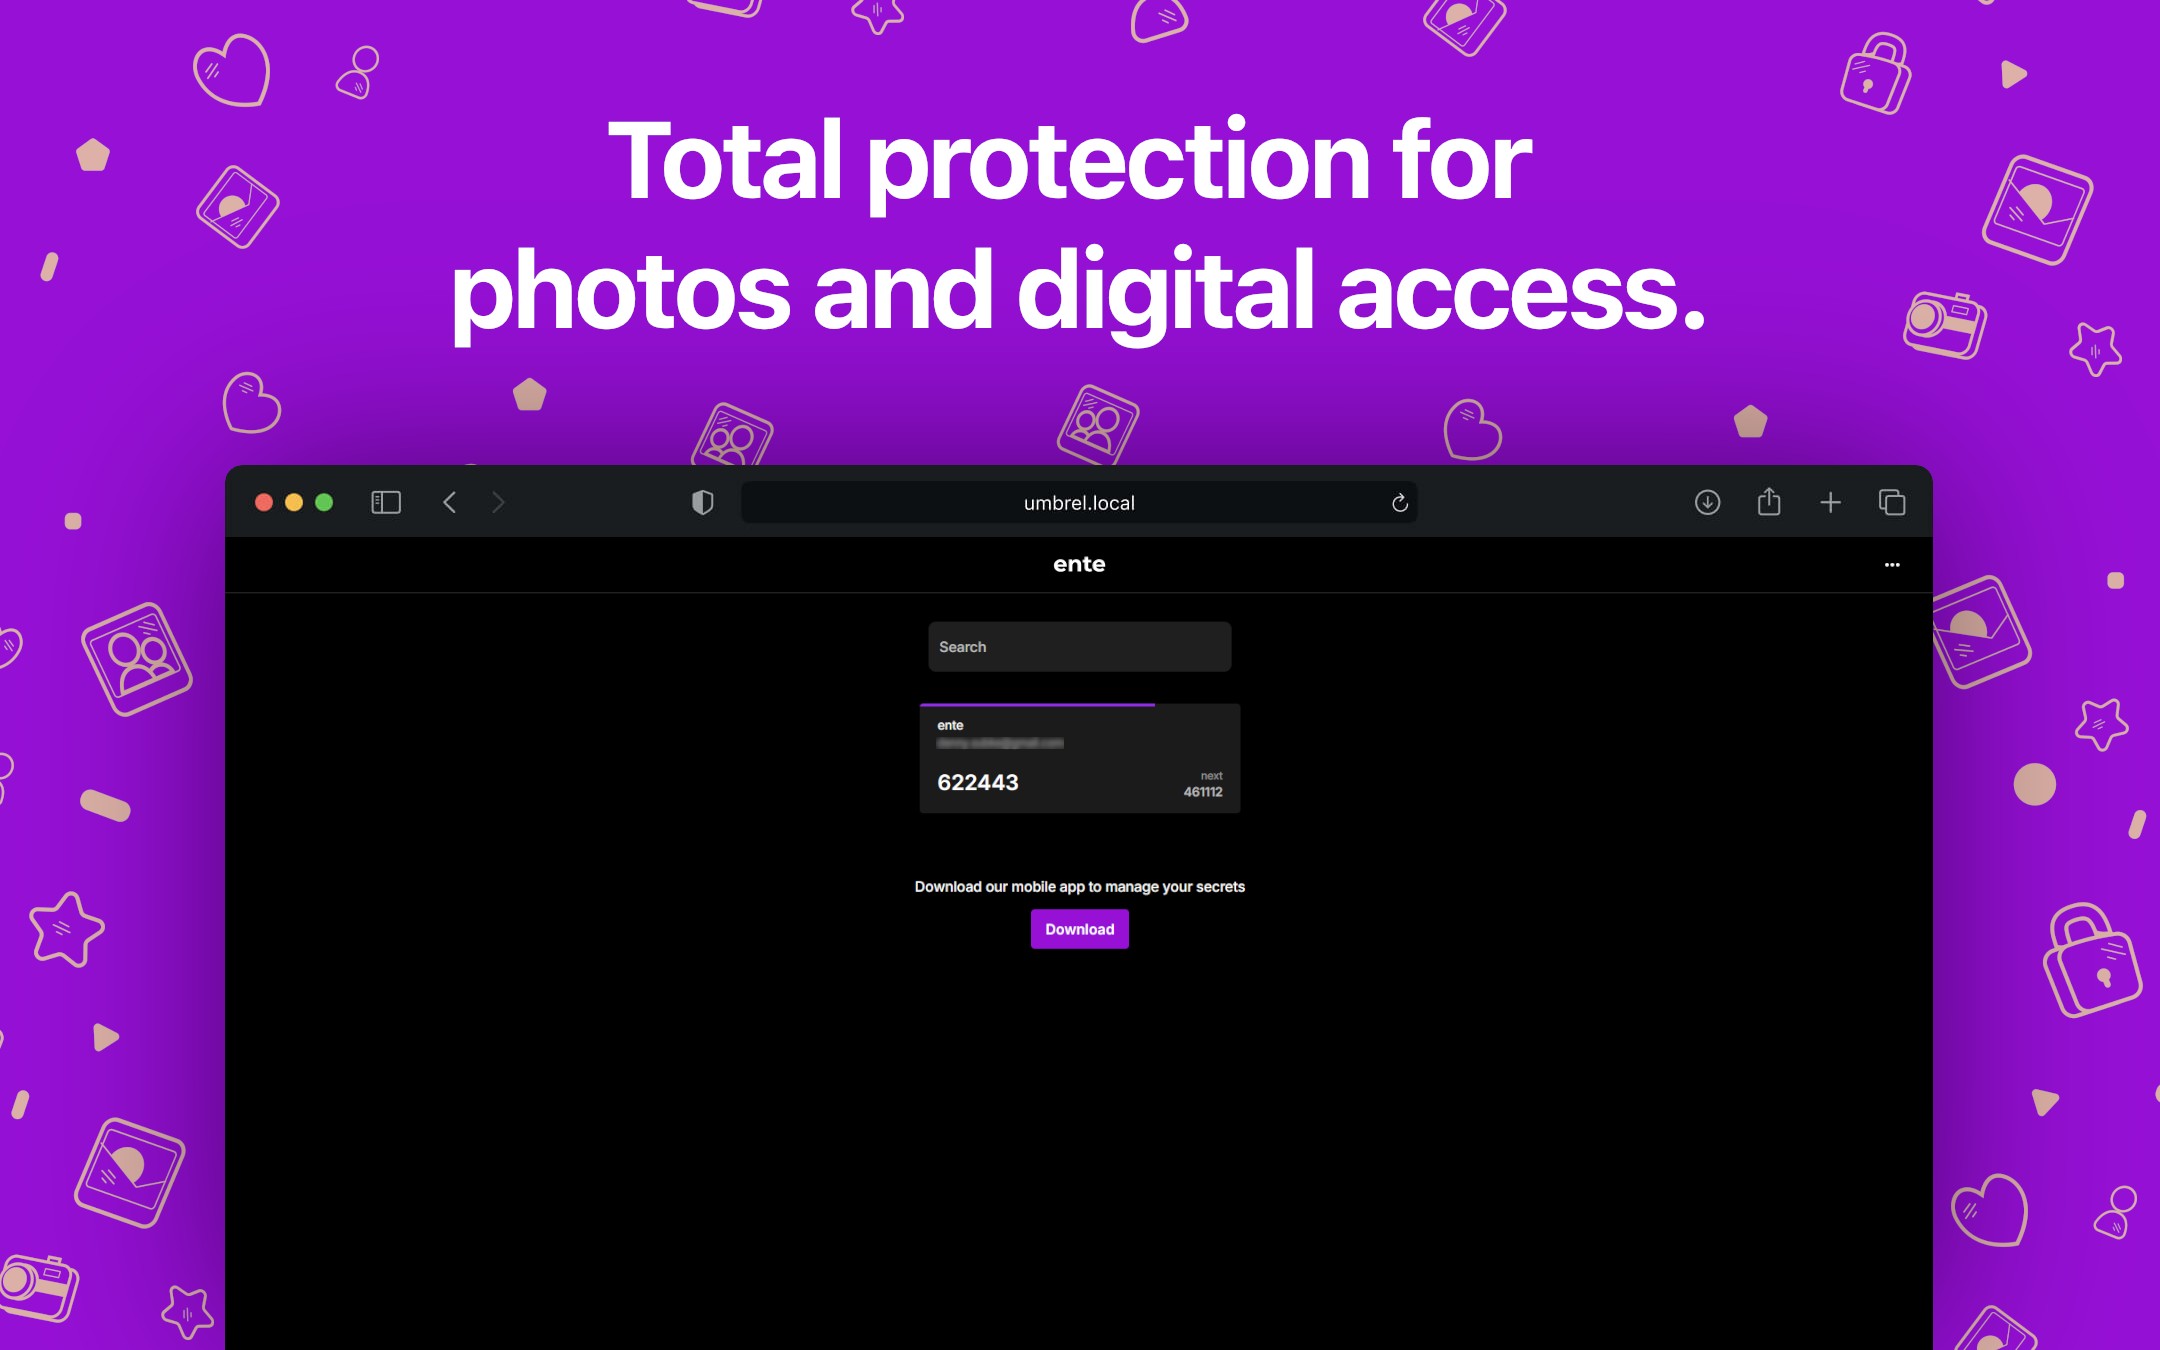 Total protection for
photos and digital access.
umbrel.local
ente
Search
ente
622443
next
461112
Download our mobile app to manage your secrets
Download